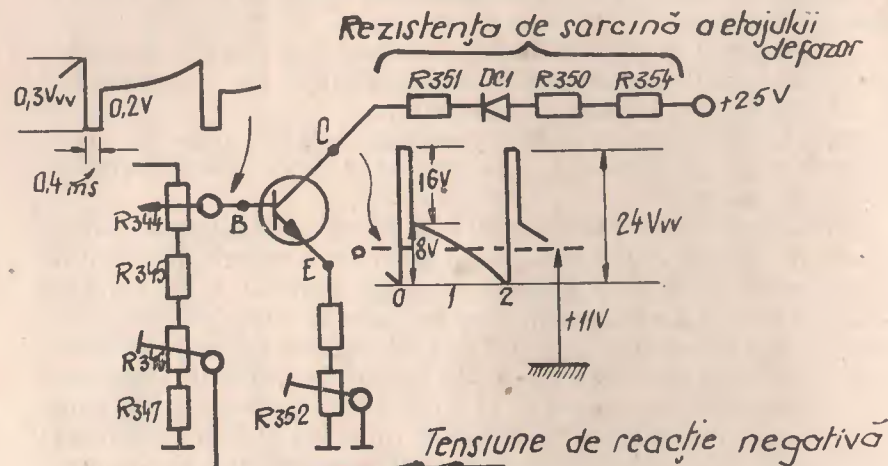 Rezistența de sarcină a etajului
defazor
R351 DC1 R350 R354
+25V
0,3Vvv
0,2V
0,4 ms
C
B
E
R344
R345
R346
R347
R352
16V
8V
24Vvv
0
0 1 2
+11V
Tensiune de reacție negativă